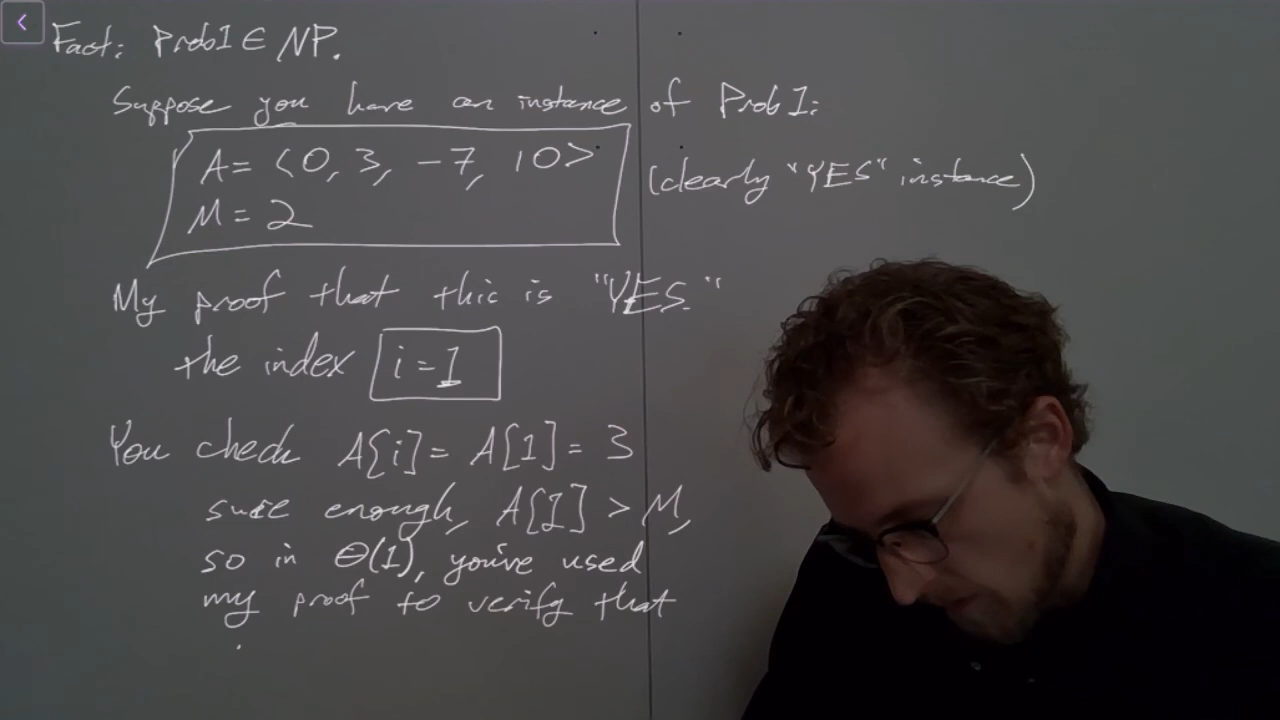 Fact: Prob1 ∈ NP.
Suppose you have an instance of Prob1:
A = <0, 3, -7, 10>
(clearly "YES" instance)
M = 2
My proof that this is "YES"
the index i = 1
You check A[i] = A[1] = 3
sure enough, A[1] > M,
so in Θ(1), you've used
my proof to verify that